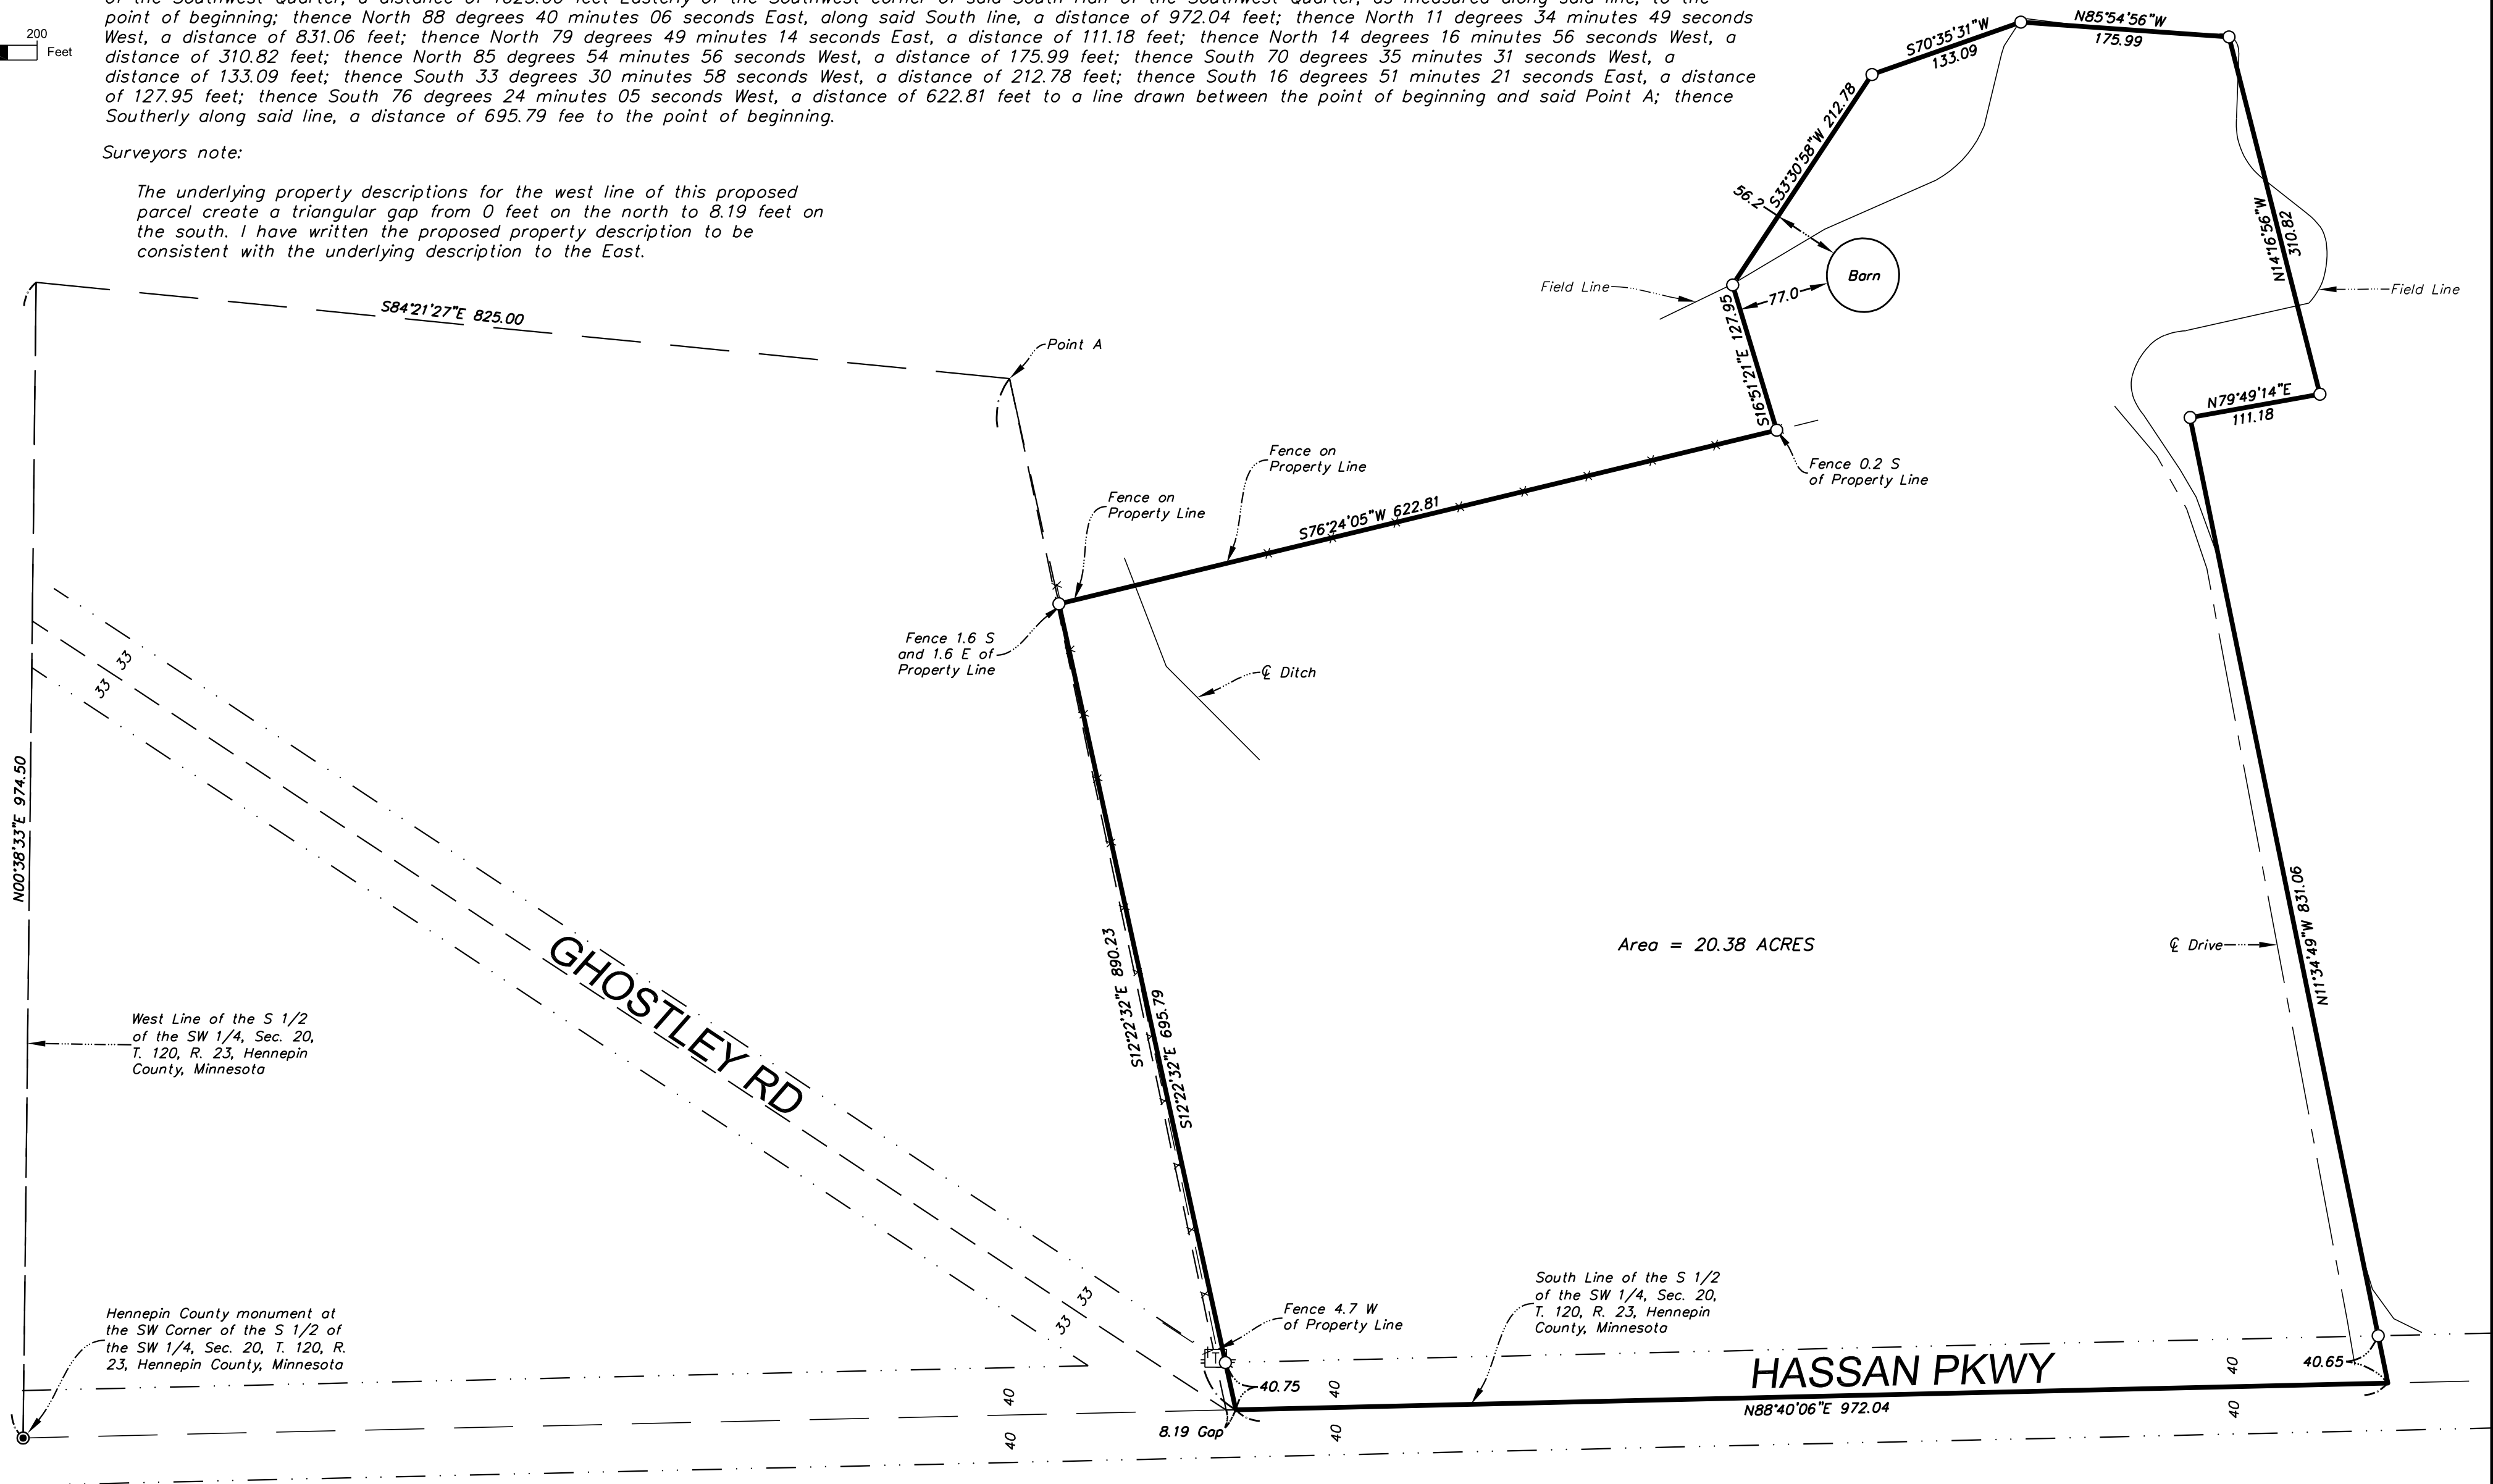 point of beginning; thence North 88 degrees 40 minutes 06 seconds East, along said South line, a distance of 972.04 feet; thence North 11 degrees 34 minutes 49 seconds
West, a distance of 831.06 feet; thence North 79 degrees 49 minutes 14 seconds East, a distance of 111.18 feet; thence North 14 degrees 16 minutes 56 seconds West, a
distance of 310.82 feet; thence North 85 degrees 54 minutes 56 seconds West, a distance of 175.99 feet; thence South 70 degrees 35 minutes 31 seconds West, a
distance of 133.09 feet; thence South 33 degrees 30 minutes 58 seconds West, a distance of 212.78 feet; thence South 16 degrees 51 minutes 21 seconds East, a distance
of 127.95 feet; thence South 76 degrees 24 minutes 05 seconds West, a distance of 622.81 feet to a line drawn between the point of beginning and said Point A; thence
Southerly along said line, a distance of 695.79 fee to the point of beginning.
200
Feet
Surveyors note:
The underlying property descriptions for the west line of this proposed
parcel create a triangular gap from 0 feet on the north to 8.19 feet on
the south. I have written the proposed property description to be
consistent with the underlying description to the East.
S70°35'31"W
133.09
N85°54'56"W
175.99
S33°30'58"W 212.78
56.2
Barn
77.0
Field Line
N14°16'56"W
310.82
Field Line
S84°21'27"E 825.00
Point A
S16°51'21"E 127.95
N79°49'14"E
111.18
Fence on
Property Line
Fence 0.2 S
of Property Line
Fence on
Property Line
S76°24'05"W 622.81
Fence 1.6 S
and 1.6 E of
Property Line
℄ Ditch
33
33
N00°38'33"E 974.50
GHOSTLEY RD
S12°22'32"E 890.23
S12°22'32"E 695.79
Area = 20.38 ACRES
℄ Drive
N11°34'49"W 831.06
West Line of the S 1/2
of the SW 1/4, Sec. 20,
T. 120, R. 23, Hennepin
County, Minnesota
Hennepin County monument at
the SW Corner of the S 1/2 of
the SW 1/4, Sec. 20, T. 120, R.
23, Hennepin County, Minnesota
33
33
Fence 4.7 W
of Property Line
South Line of the S 1/2
of the SW 1/4, Sec. 20,
T. 120, R. 23, Hennepin
County, Minnesota
T
40.75
40
40
40
40
HASSAN PKWY
40
40
40.65
N88°40'06"E 972.04
8.19 Gap